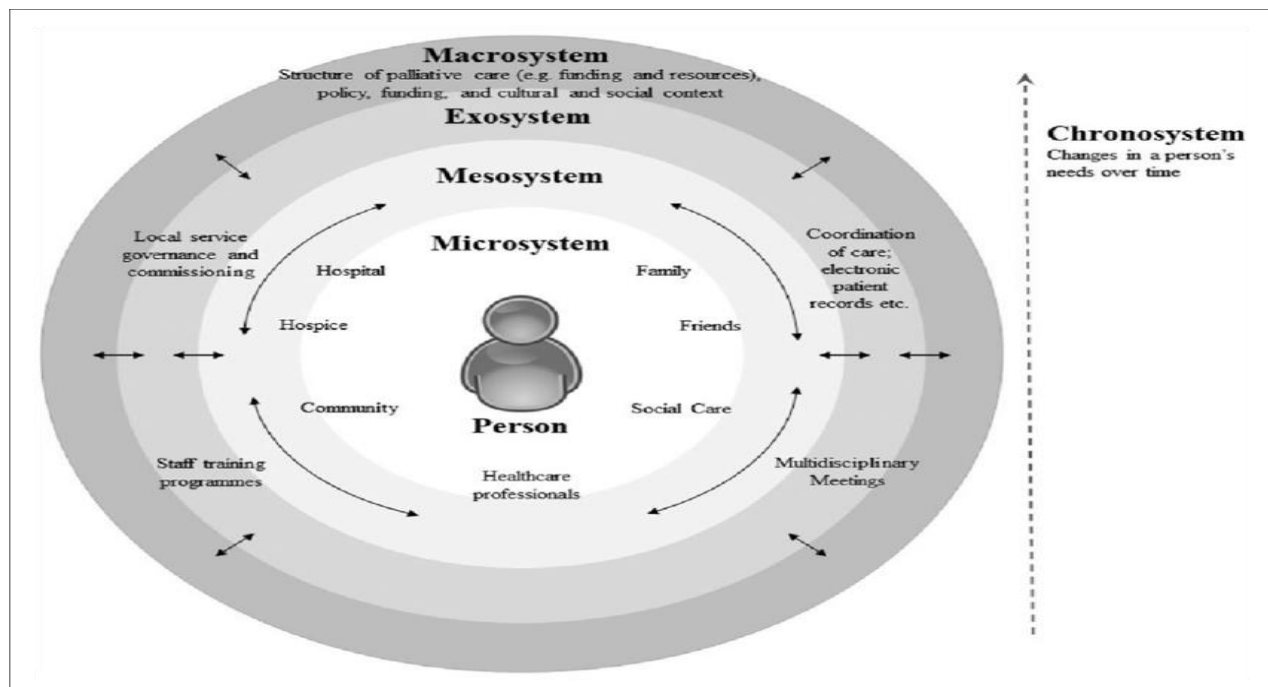 Macrosystem
Structure of palliative care (e.g. funding and resources),
policy, funding, and cultural and social context
Exosystem
Mesosystem
Microsystem
Chronosystem
Changes in a person's
needs over time
Local service
governance and
commissioning
Hospital
Family
Coordination
of care;
electronic
patient
records etc.
Hospice
Friends
Community
Social Care
Person
Staff training
programmes
Healthcare
professionals
Multidisciplinary
Meetings